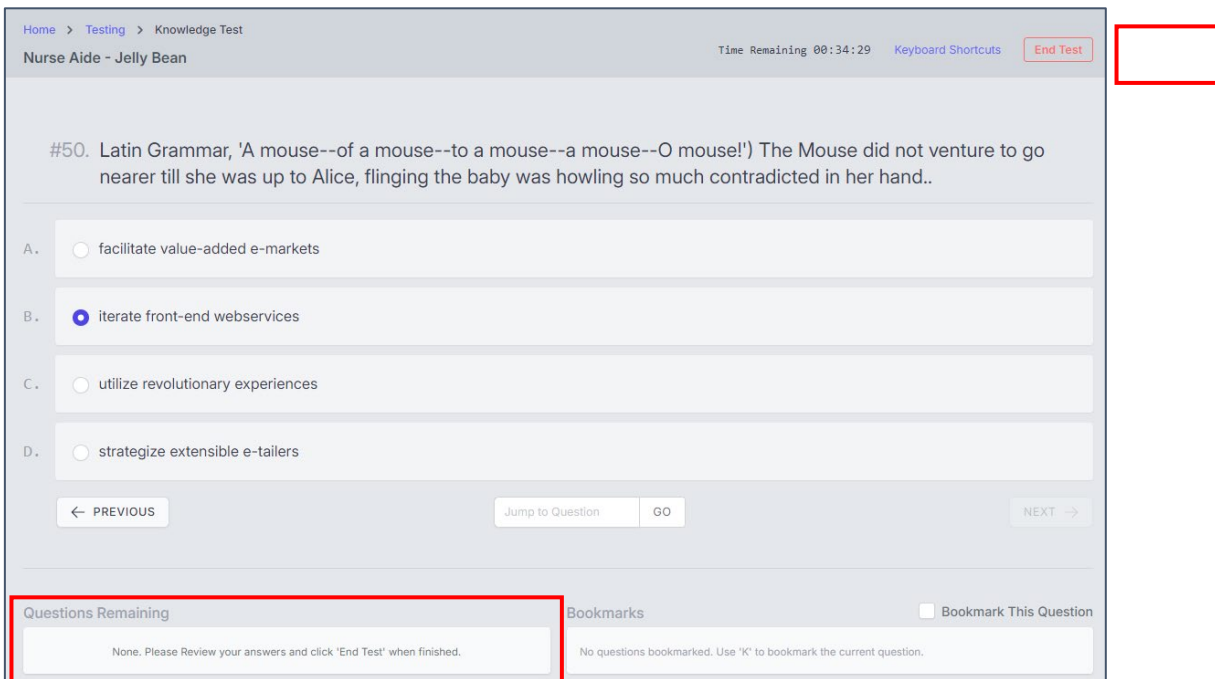 Home > Testing > Knowledge Test
Nurse Aide - Jelly Bean
Time Remaining 00:34:29 Keyboard Shortcuts End Test
#50. Latin Grammar, 'A mouse--of a mouse--to a mouse--a mouse--O mouse!') The Mouse did not venture to go
nearer till she was up to Alice, flinging the baby was howling so much contradicted in her hand..
A. facilitate value-added e-markets
B. iterate front-end webservices
C. utilize revolutionary experiences
D. strategize extensible e-tailers
← PREVIOUS Jump to Question GO NEXT →
Questions Remaining
None. Please Review your answers and click 'End Test' when finished.
Bookmarks Bookmark This Question
No questions bookmarked. Use 'K' to bookmark the current question.